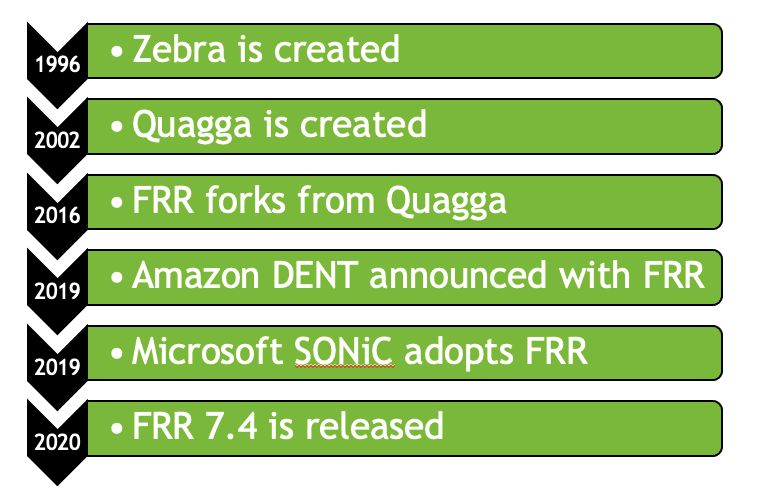 1996 • Zebra is created
2002 • Quagga is created
2016 • FRR forks from Quagga
2019 • Amazon DENT announced with FRR
2019 • Microsoft SONiC adopts FRR
2020 • FRR 7.4 is released